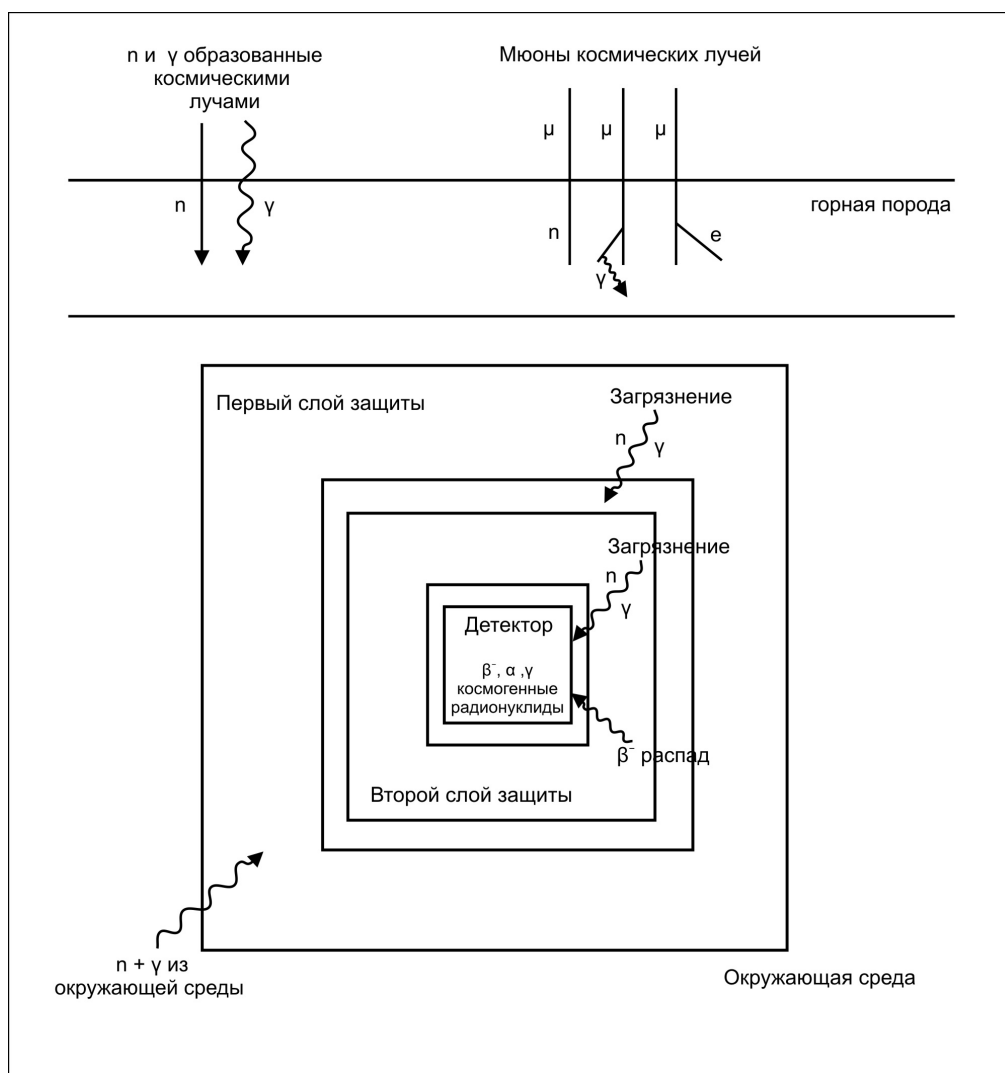 n и γ образованные
космическими
лучами
Мюоны космических лучей
μ
μ
μ
n
γ
горная порода
n
e
γ
Первый слой защиты
Загрязнение
n
γ
Загрязнение
n
γ
Детектор
β⁻, α ,γ
космогенные
радионуклиды
β⁻ распад
Второй слой защиты
n + γ из
окружающей среды
Окружающая среда